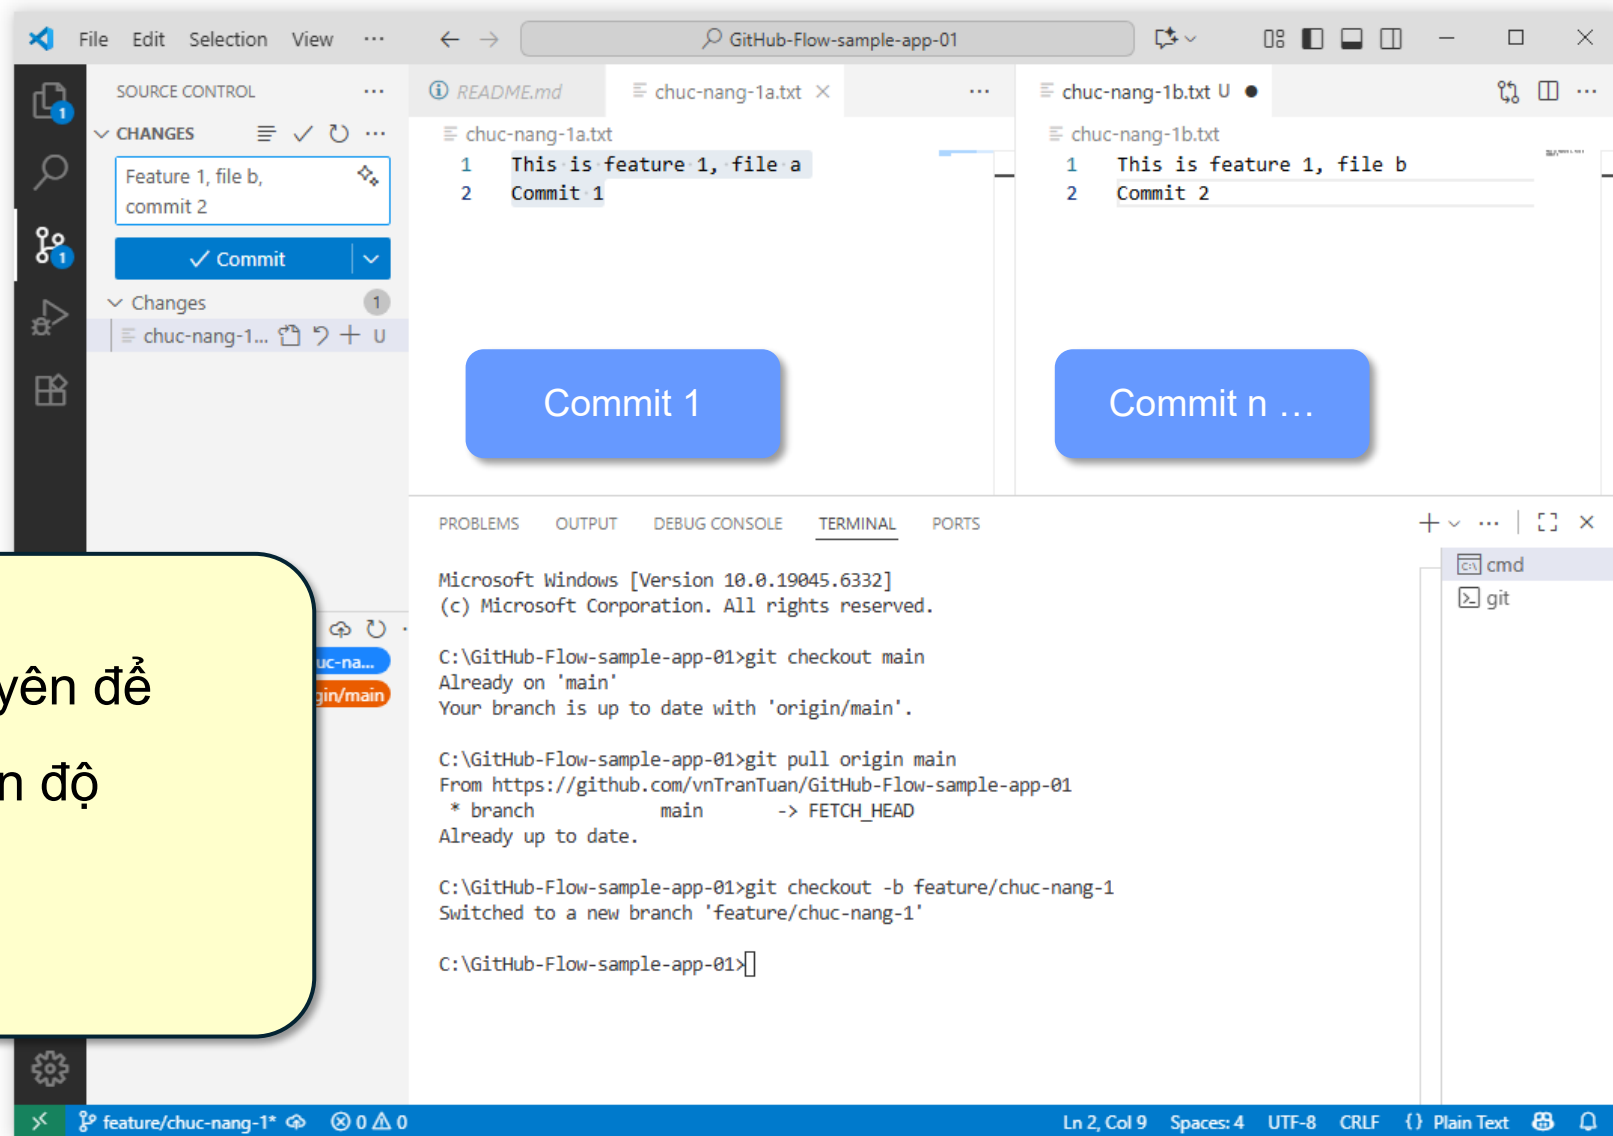 File Edit Selection View ···
GitHub-Flow-sample-app-01
SOURCE CONTROL ···
CHANGES
Feature 1, file b,
commit 2
Commit
Changes 1
chuc-nang-1... U
README.md chuc-nang-1a.txt ···
chuc-nang-1a.txt
1 This is feature 1, file a
2 Commit 1
chuc-nang-1b.txt U ···
chuc-nang-1b.txt
1 This is feature 1, file b
2 Commit 2
Commit 1
Commit n ...
PROBLEMS OUTPUT DEBUG CONSOLE TERMINAL PORTS
cmd
git
Microsoft Windows [Version 10.0.19045.6332]
(c) Microsoft Corporation. All rights reserved.
C:\GitHub-Flow-sample-app-01>git checkout main
Already on 'main'
Your branch is up to date with 'origin/main'.
C:\GitHub-Flow-sample-app-01>git pull origin main
From https://github.com/vnTranTuan/GitHub-Flow-sample-app-01
* branch main -> FETCH_HEAD
Already up to date.
C:\GitHub-Flow-sample-app-01>git checkout -b feature/chuc-nang-1
Switched to a new branch 'feature/chuc-nang-1'
C:\GitHub-Flow-sample-app-01>
uc-na...
gin/main
yên để
n độ
feature/chuc-nang-1* 0 0
Ln 2, Col 9 Spaces: 4 UTF-8 CRLF {} Plain Text